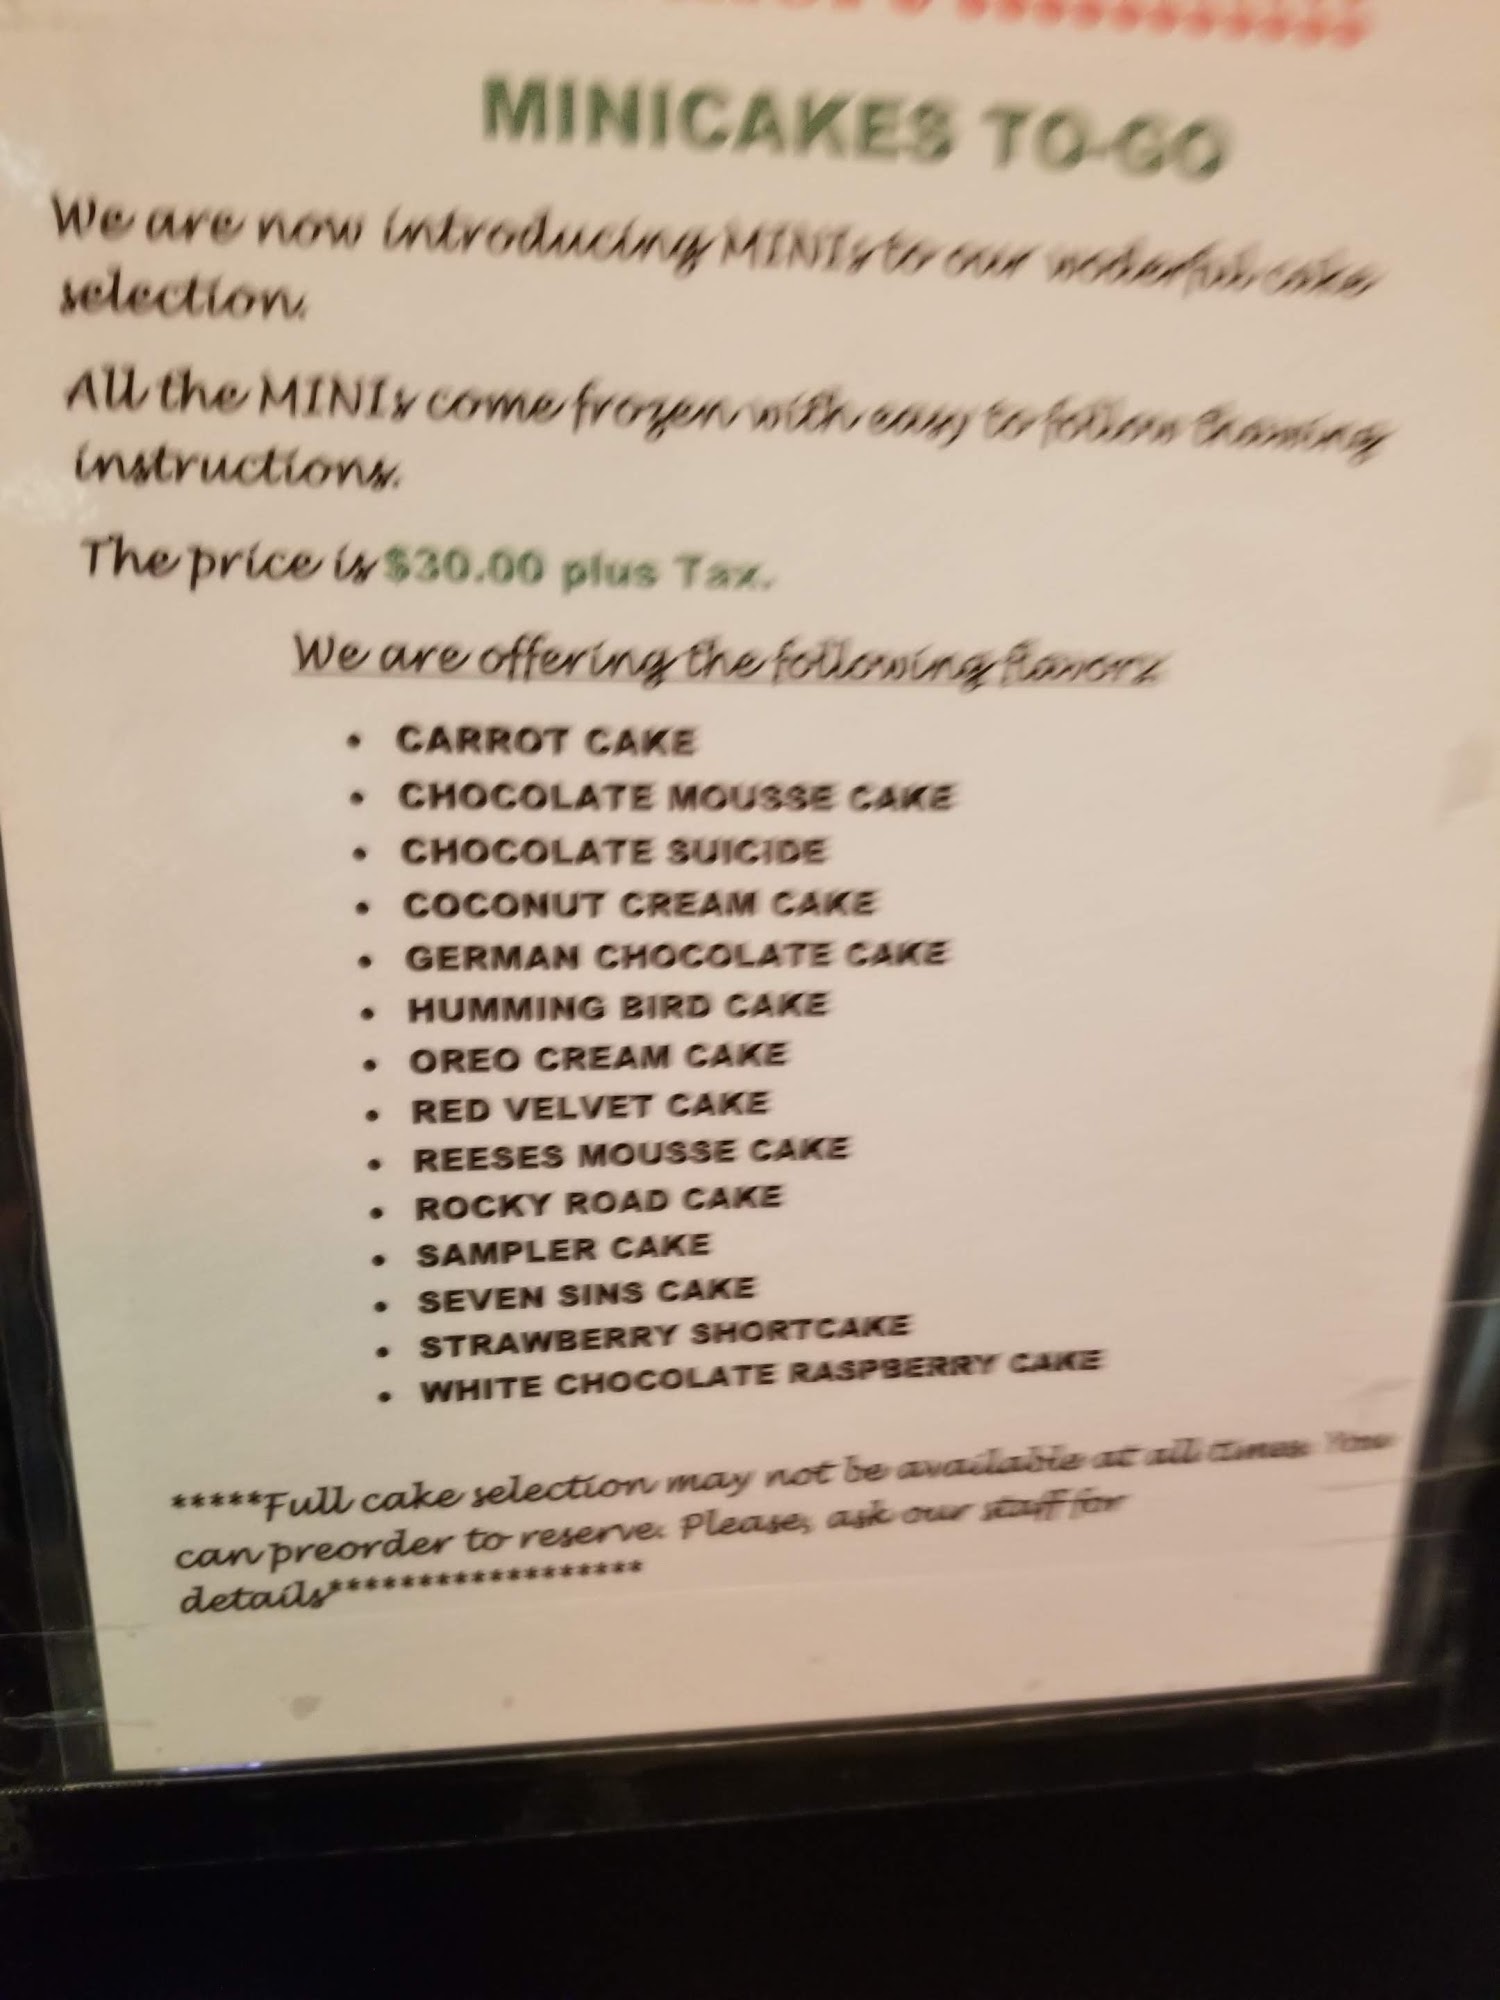 MINICAKES TO-GO
We are now introducing MINIs to our woderful cake
selection.
All the MINIs come frozen with easy to follow thawing
instructions.
The price is $30.00 plus Tax.
We are offering the following flavors
• CARROT CAKE
• CHOCOLATE MOUSSE CAKE
• CHOCOLATE SUICIDE
• COCONUT CREAM CAKE
• GERMAN CHOCOLATE CAKE
• HUMMING BIRD CAKE
• OREO CREAM CAKE
• RED VELVET CAKE
• REESES MOUSSE CAKE
• ROCKY ROAD CAKE
• SAMPLER CAKE
• SEVEN SINS CAKE
• STRAWBERRY SHORTCAKE
• WHITE CHOCOLATE RASPBERRY CAKE
*****Full cake selection may not be available at all times. You
can preorder to reserve. Please, ask our staff for
details******************